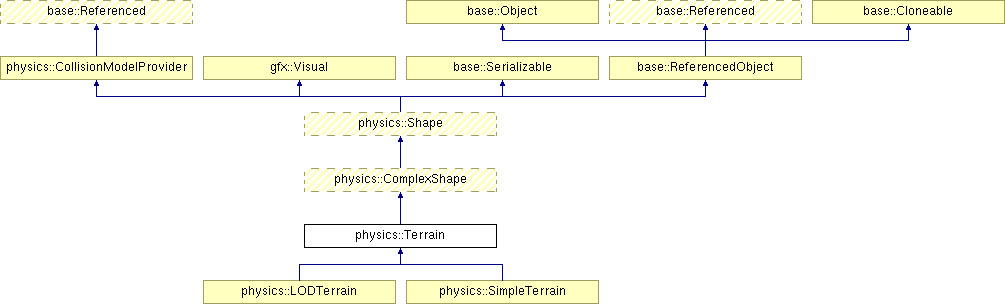 base::Referenced
base::Object
base::Referenced
base::Cloneable
physics::CollisionModelProvider
gfx::Visual
base::Serializable
base::ReferencedObject
physics::Shape
physics::ComplexShape
physics::Terrain
physics::LODTerrain
physics::SimpleTerrain